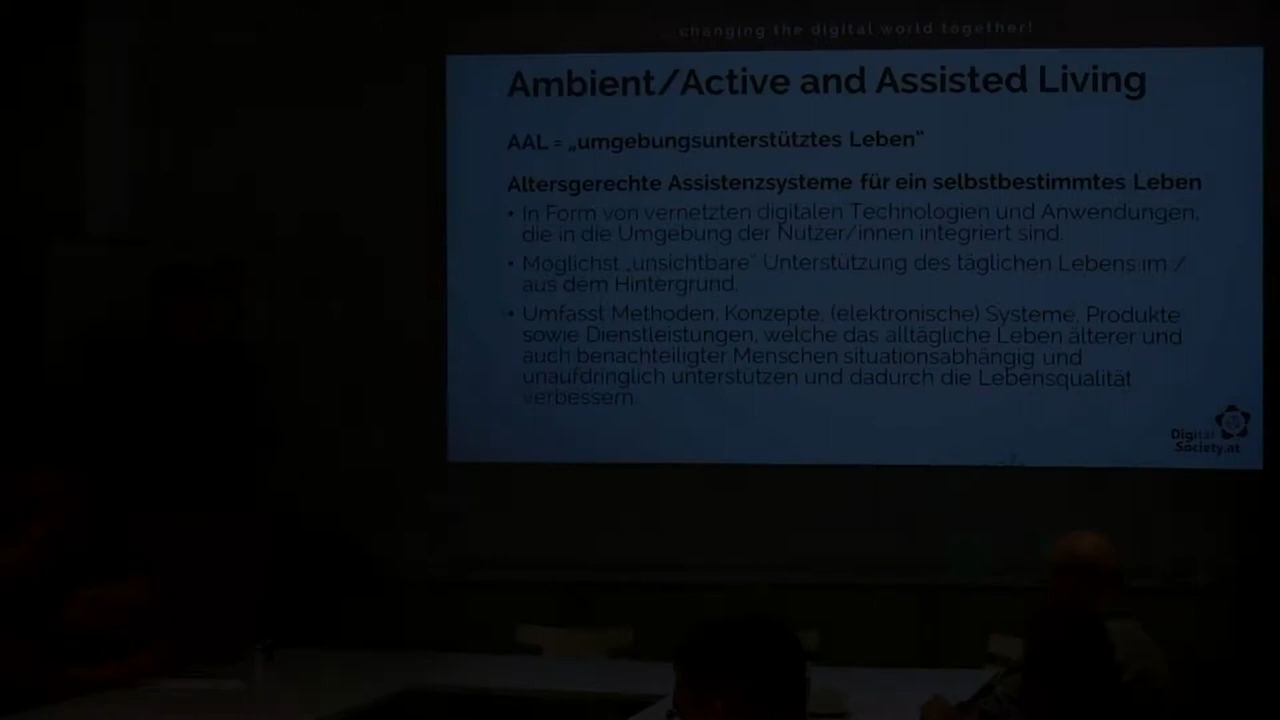 changing the digital world together!
Ambient/Active and Assisted Living
AAL = „umgebungsunterstütztes Leben“
Altersgerechte Assistenzsysteme für ein selbstbestimmtes Leben
• In Form von vernetzten digitalen Technologien und Anwendungen,
die in die Umgebung der Nutzer/innen integriert sind.
• Möglichst „unsichtbare“ Unterstützung des täglichen Lebens im /
aus dem Hintergrund.
• Umfasst Methoden, Konzepte, (elektronische) Systeme, Produkte
sowie Dienstleistungen, welche das alltägliche Leben älterer und
auch benachteiligter Menschen situationsabhängig und
unaufdringlich unterstützen und dadurch die Lebensqualität
verbessern.
Digital
Society.at